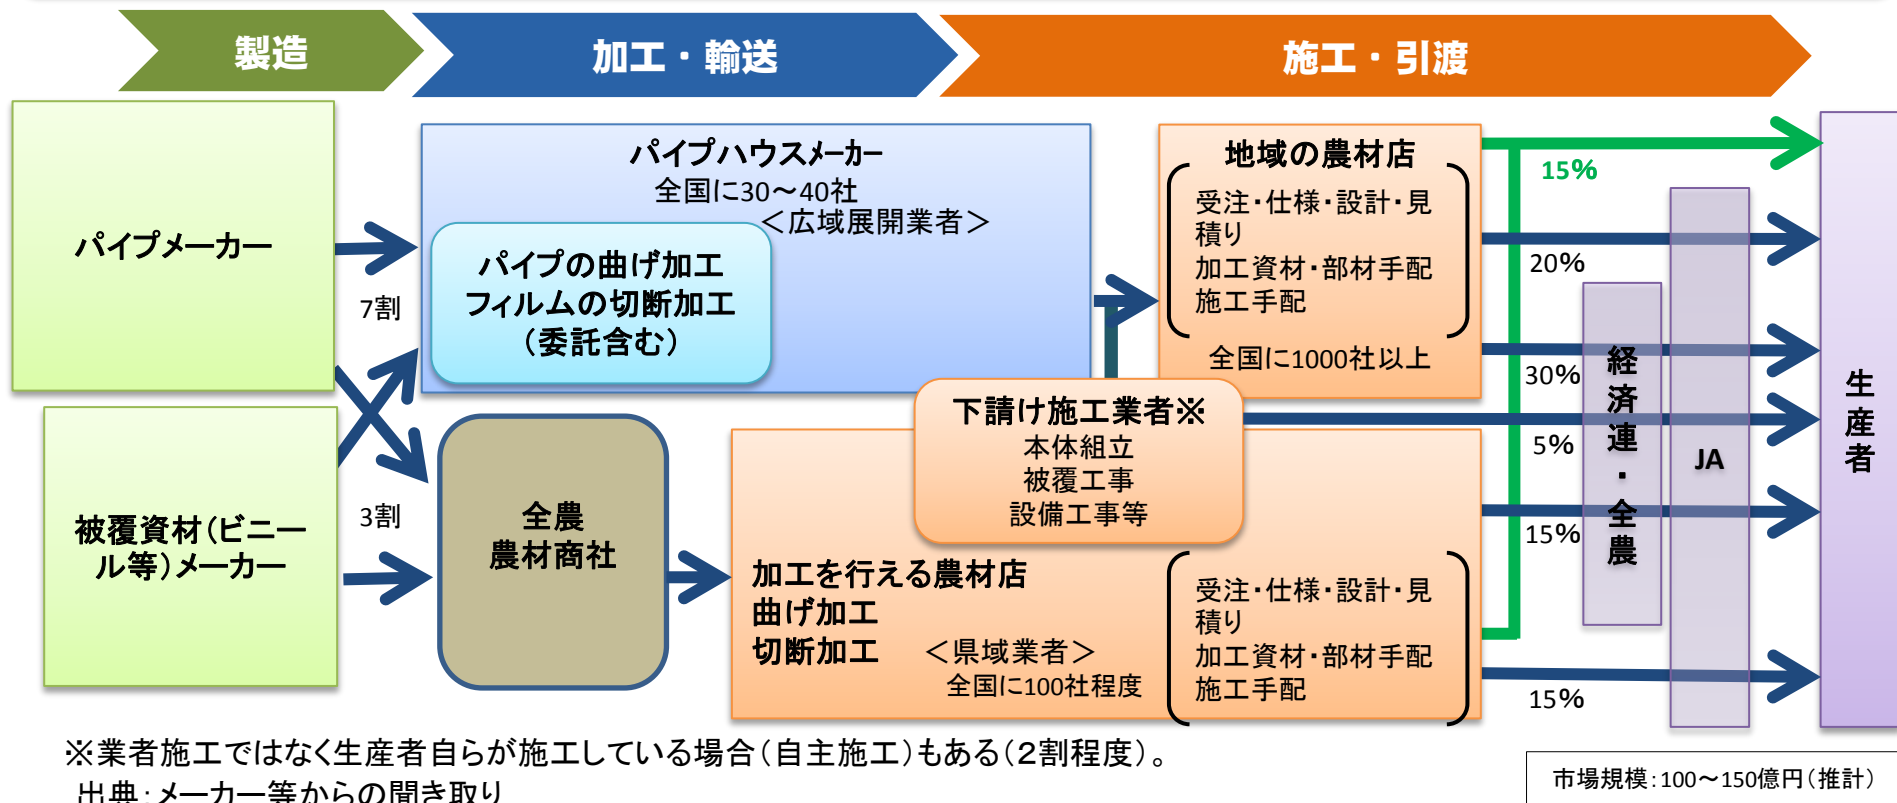 製造
加工・輸送
施工・引渡
パイプメーカー
被覆資材(ビニー
ル等)メーカー
7割
3割
パイプハウスメーカー
全国に30～40社
＜広域展開業者＞
パイプの曲げ加工
フィルムの切断加工
(委託含む)
全農
農材商社
地域の農材店
受注・仕様・設計・見
積り
加工資材・部材手配
施工手配
全国に1000社以上
下請け施工業者※
本体組立
被覆工事
設備工事等
加工を行える農材店
曲げ加工
切断加工
＜県域業者＞
全国に100社程度
受注・仕様・設計・見
積り
加工資材・部材手配
施工手配
15%
20%
30%
5%
15%
15%
経済連・全農
JA
生産者
※業者施工ではなく生産者自らが施工している場合(自主施工)もある(２割程度)。
出典:メーカー等からの聞き取り
市場規模:100～150億円(推計)